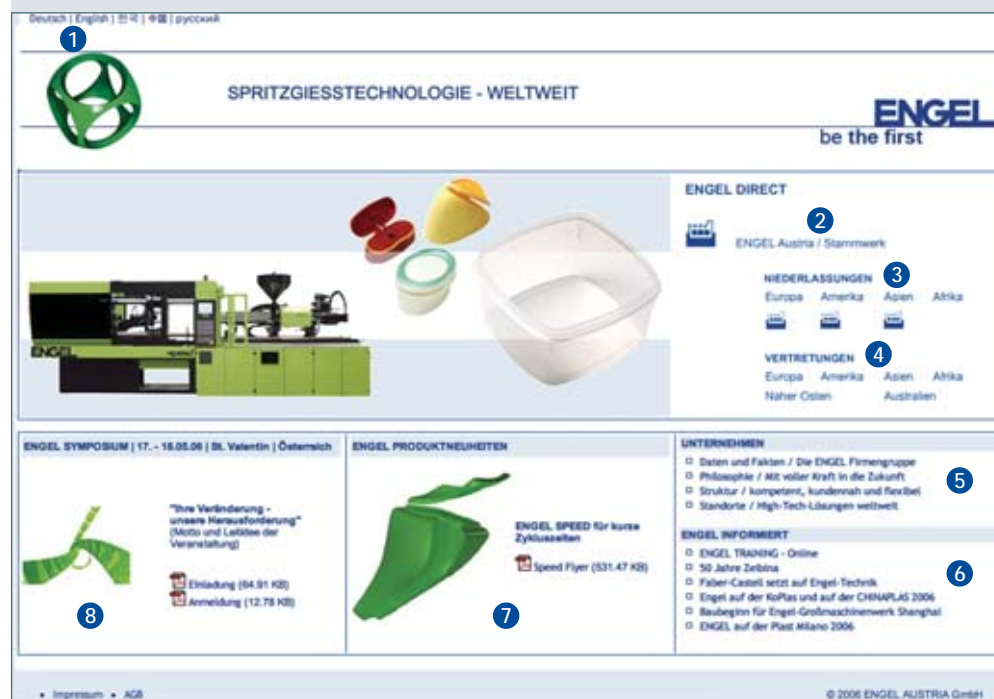 Deutsch | English | 한국 | 中國 | русский
1
SPRITZGIESSTECHNOLOGIE - WELTWEIT
ENGEL
be the first
ENGEL DIRECT
2
ENGEL Austria / Stammwerk
NIEDERLASSUNGEN 3
Europa Amerika Asien Afrika
VERTRETUNGEN 4
Europa Amerika Asien Afrika
Naher Osten Australien
ENGEL
ENGEL SYMPOSIUM | 17. - 18.05.06 | St. Valentin | Österreich
"Ihre Veränderung -
unsere Herausforderung"
(Motto und Leitidee der
Veranstaltung)
Einladung (64.91 KB)
Anmeldung (12.78 KB)
8
ENGEL PRODUKTNEUHEITEN
ENGEL SPEED für kurze
Zykluszeiten
Speed Flyer (531.47 KB)
7
UNTERNEHMEN
Daten und Fakten / Die ENGEL Firmengruppe
Philosophie / Mit voller Kraft in die Zukunft
Struktur / kompetent, kundennah und flexibel
Standorte / High-Tech-Lösungen weltweit
5
ENGEL INFORMIERT
ENGEL TRAINING - Online
50 Jahre Zelbina
Faber-Castell setzt auf Engel-Technik
Engel auf der KoPlas und auf der CHINAPLAS 2006
Baubeginn für Engel-Großmaschinenwerk Shanghai
ENGEL auf der Plast Milano 2006
6
Impressum • AGB
© 2006 ENGEL AUSTRIA GmbH